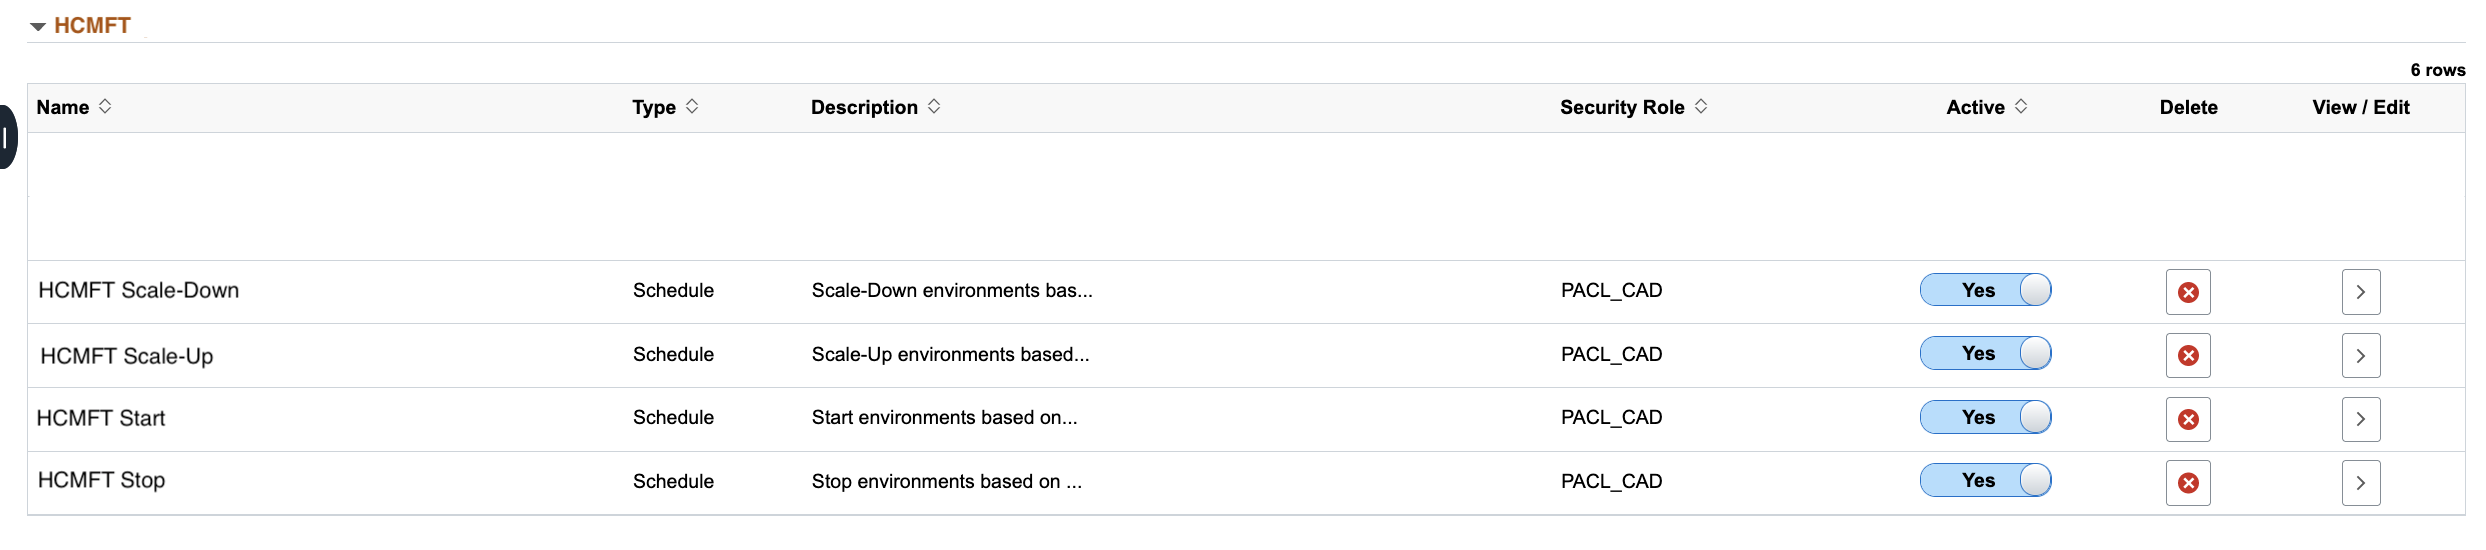 HCMFT
6 rows
Name Type Description Security Role Active Delete View / Edit
HCMFT Scale-Down Schedule Scale-Down environments bas... PACL_CAD Yes
HCMFT Scale-Up Schedule Scale-Up environments based... PACL_CAD Yes
HCMFT Start Schedule Start environments based on... PACL_CAD Yes
HCMFT Stop Schedule Stop environments based on ... PACL_CAD Yes